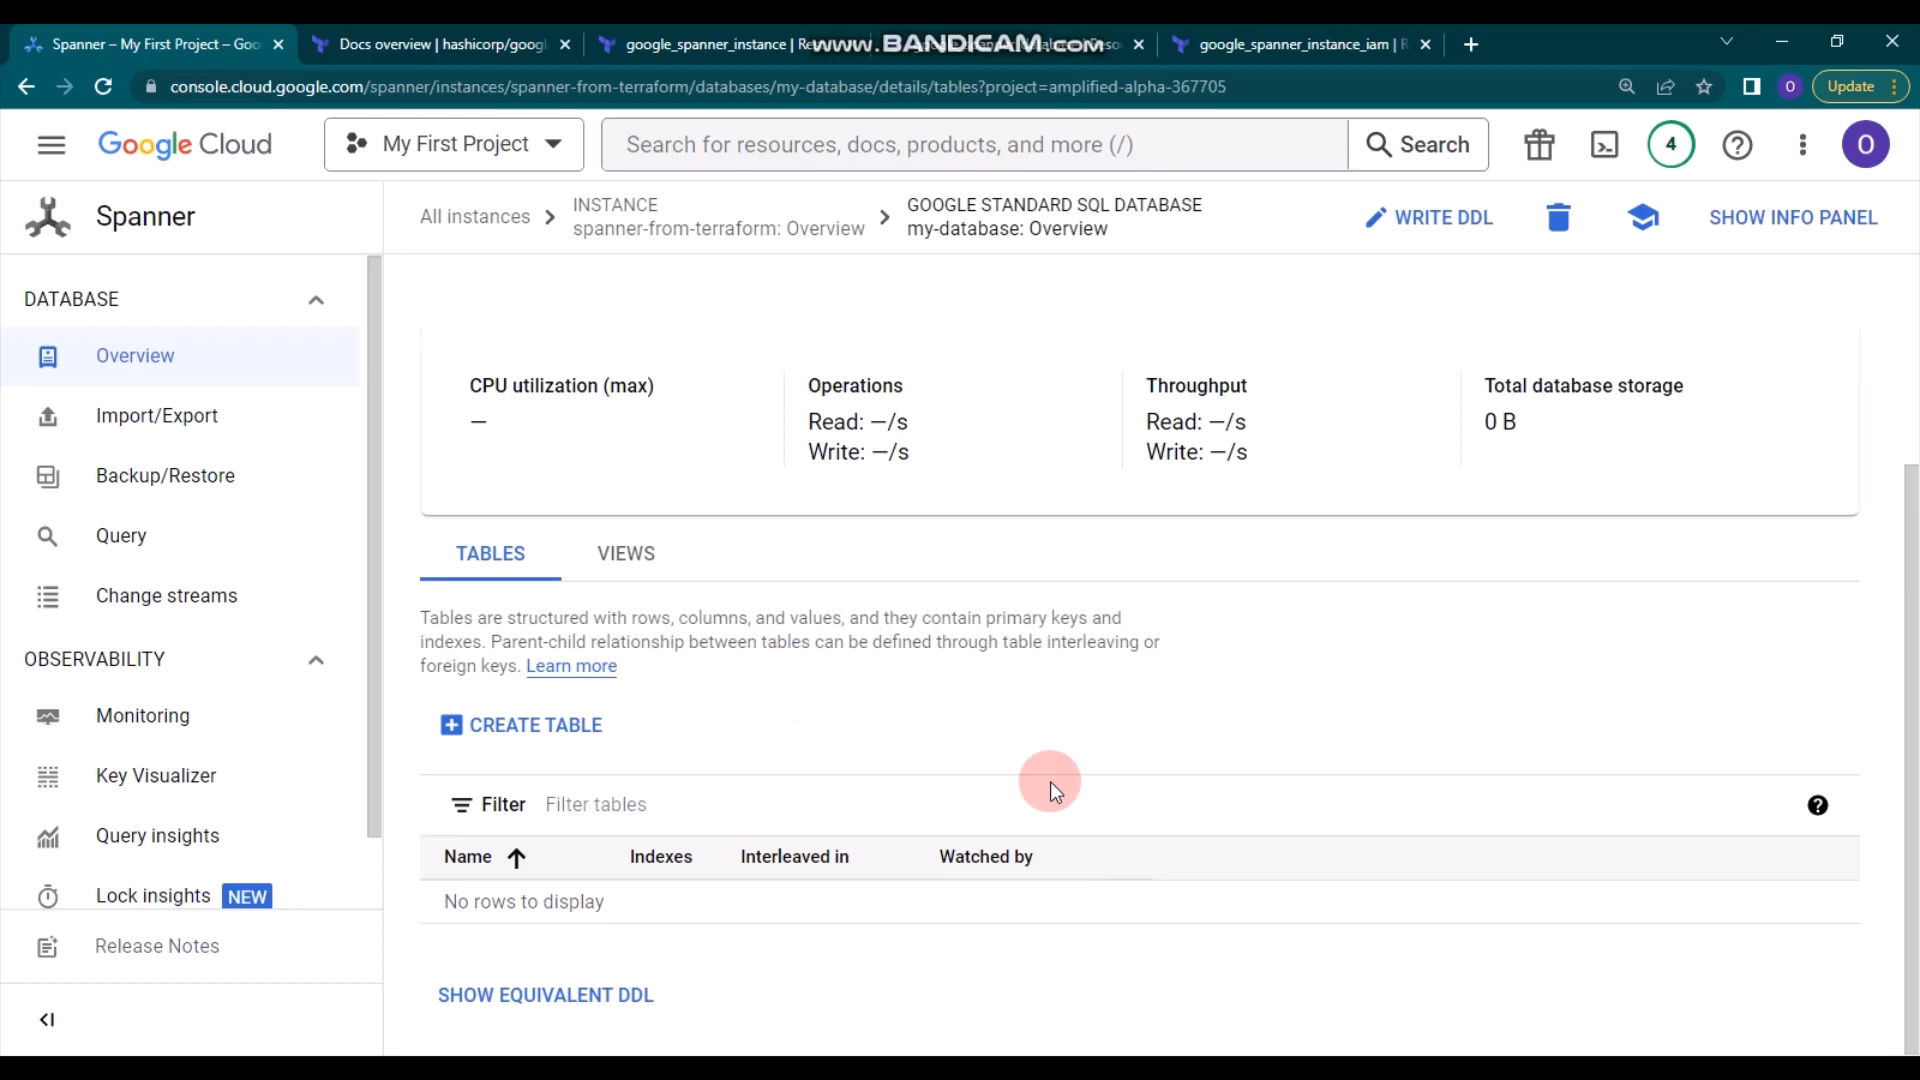 Spanner – My First Project – Goo
Docs overview | hashicorp/googl
google_spanner_instance | Re
www.BANDICAM.com
google_spanner_instance_iam | R
console.cloud.google.com/spanner/instances/spanner-from-terraform/databases/my-database/details/tables?project=amplified-alpha-367705
O
Update
Google Cloud
My First Project
Search for resources, docs, products, and more (/)
Search
4
O
Spanner
All instances
INSTANCE
spanner-from-terraform: Overview
GOOGLE STANDARD SQL DATABASE
my-database: Overview
WRITE DDL
SHOW INFO PANEL
DATABASE
Overview
Import/Export
Backup/Restore
Query
Change streams
OBSERVABILITY
Monitoring
Key Visualizer
Query insights
Lock insights NEW
Release Notes
CPU utilization (max)
—
Operations
Read: —/s
Write: —/s
Throughput
Read: —/s
Write: —/s
Total database storage
0 B
TABLES
VIEWS
Tables are structured with rows, columns, and values, and they contain primary keys and
indexes. Parent-child relationship between tables can be defined through table interleaving or
foreign keys. Learn more
CREATE TABLE
Filter Filter tables
Name Indexes Interleaved in Watched by
No rows to display
SHOW EQUIVALENT DDL